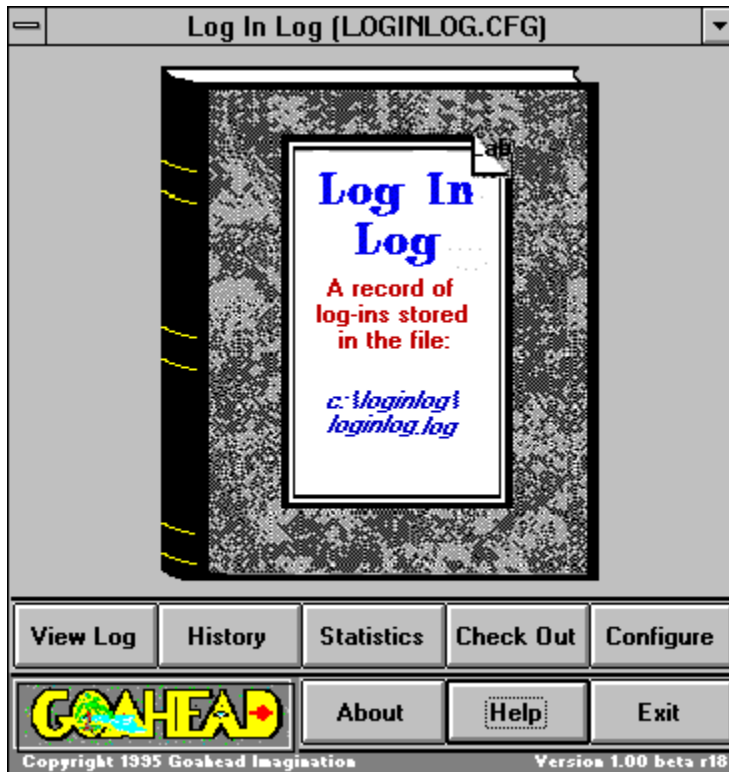 Log In Log (LOGINLOG.CFG)
Lab
Log In
Log
A record of
log-ins stored
in the file:
c:\loginlog\
loginlog.log
View Log History Statistics Check Out Configure
GOAHEAD About Help Exit
Copyright 1995 Goahead Imagination Version 1.00 beta r18